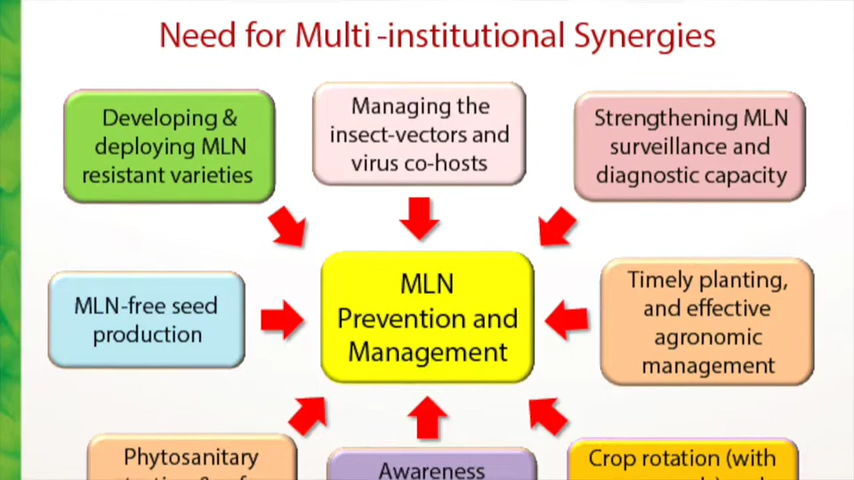 Need for Multi-institutional Synergies
Developing &
deploying MLN
resistant varieties
Managing the
insect-vectors and
virus co-hosts
Strengthening MLN
surveillance and
diagnostic capacity
MLN-free seed
production
MLN
Prevention and
Management
Timely planting,
and effective
agronomic
management
Phytosanitary
Awareness
Crop rotation (with